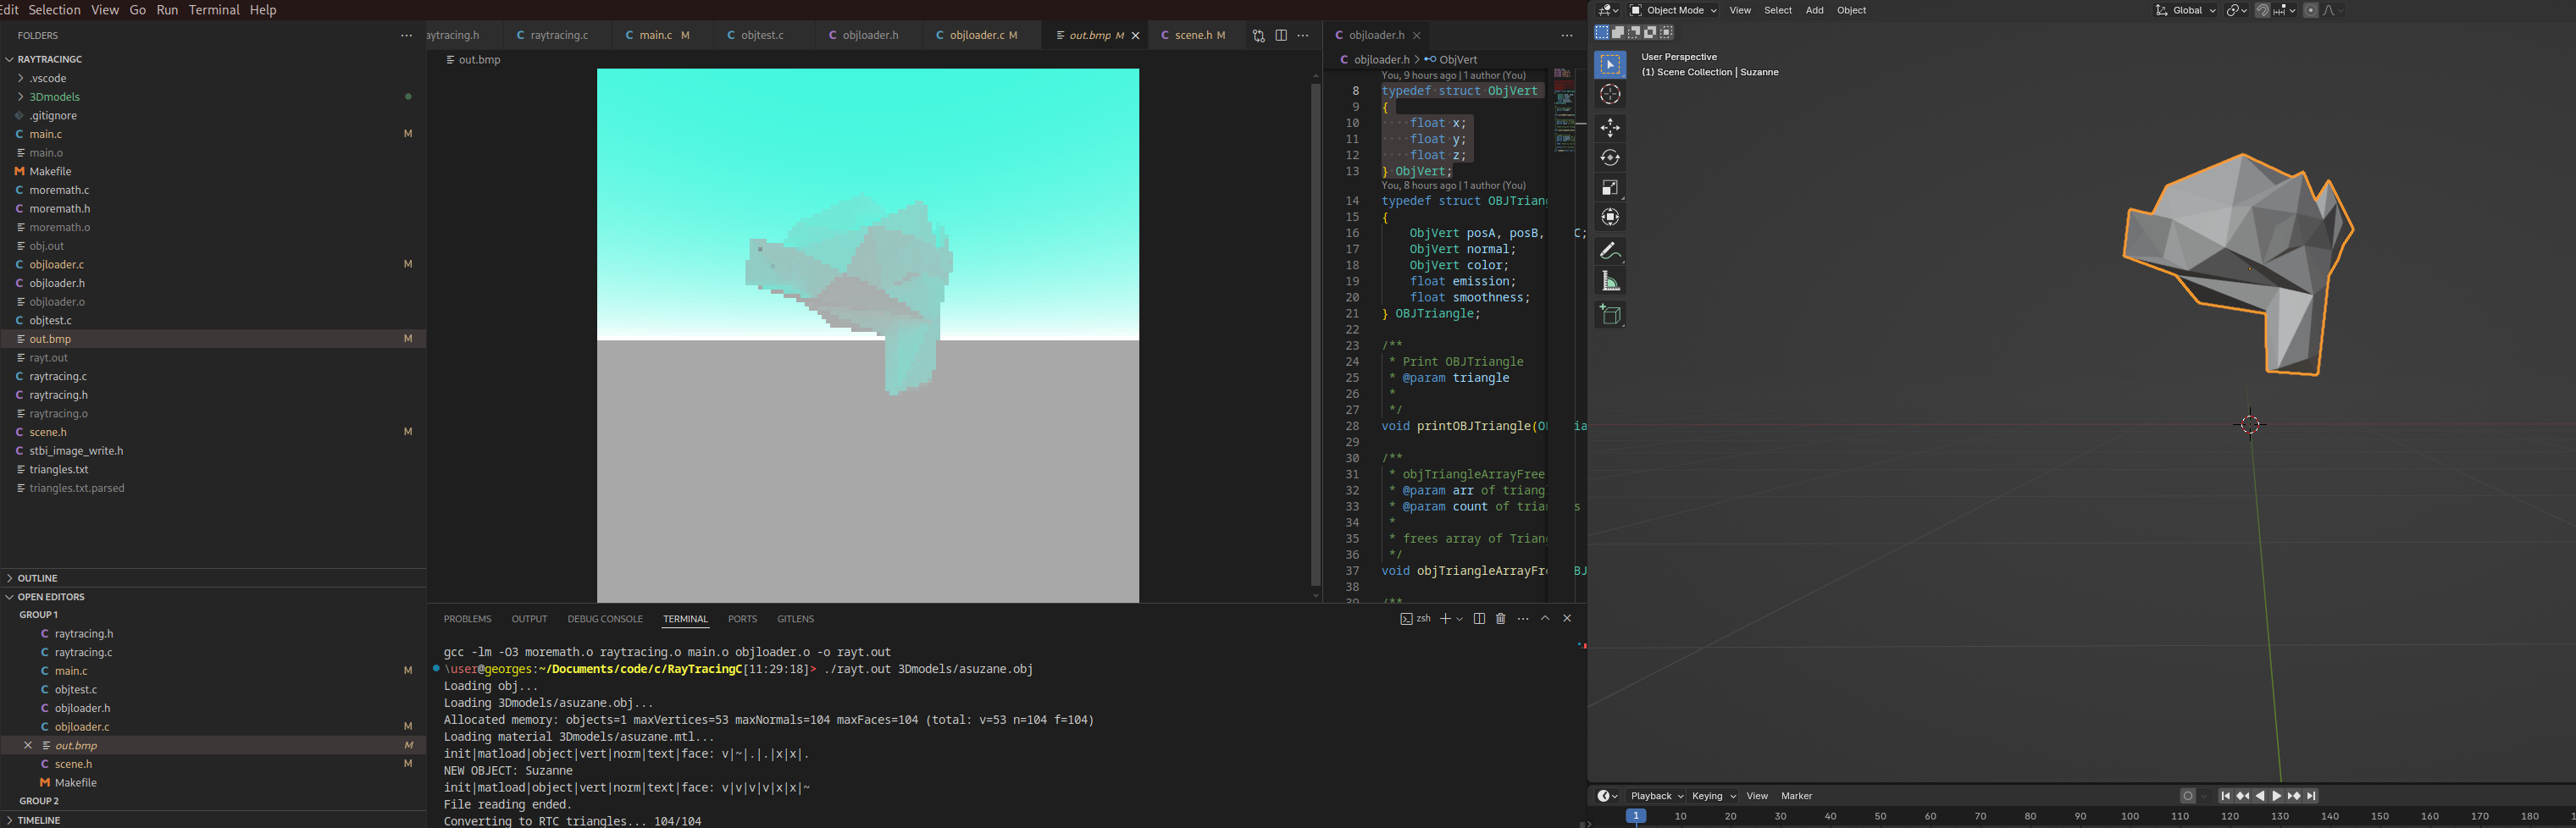 Edit Selection View Go Run Terminal Help
FOLDERS
RAYTRACINGC
.vscode
3Dmodels
.gitignore
main.c M
main.o
Makefile
moremath.c
moremath.h
moremath.o
obj.out
objloader.c M
objloader.h
objloader.o
objtest.c
out.bmp M
rayt.out
raytracing.c
raytracing.h
raytracing.o
scene.h M
stbi_image_write.h
triangles.txt
triangles.txt.parsed
OUTLINE
OPEN EDITORS
GROUP 1
raytracing.h
raytracing.c
main.c M
objtest.c
objloader.h
objloader.c M
out.bmp M
scene.h M
Makefile
GROUP 2
TIMELINE
aytracing.h raytracing.c main.c M objtest.c objloader.h objloader.c M out.bmp M scene.h M
out.bmp
objloader.h
objloader.h > ObjVert
You, 9 hours ago | 1 author (You)
8 typedef struct ObjVert
9 {
10 float x;
11 float y;
12 float z;
13 } ObjVert;
You, 8 hours ago | 1 author (You)
14 typedef struct OBJTrian
15 {
16 ObjVert posA, posB, C;
17 ObjVert normal;
18 ObjVert color;
19 float emission;
20 float smoothness;
21 } OBJTriangle;
22
23 /**
24 * Print OBJTriangle
25 * @param triangle
26 *
27 */
28 void printOBJTriangle(O ia
29
30 /**
31 * objTriangleArrayFree
32 * @param arr of triang
33 * @param count of trian s
34 *
35 * frees array of Trian
36 */
37 void objTriangleArrayFr BJ
38
39 /**
PROBLEMS OUTPUT DEBUG CONSOLE TERMINAL PORTS GITLENS
zsh
gcc -lm -O3 moremath.o raytracing.o main.o objloader.o -o rayt.out
\user@georges:~/Documents/code/c/RayTracingC[11:29:18]> ./rayt.out 3Dmodels/asuzane.obj
Loading obj...
Loading 3Dmodels/asuzane.obj...
Allocated memory: objects=1 maxVertices=53 maxNormals=104 maxFaces=104 (total: v=53 n=104 f=104)
Loading material 3Dmodels/asuzane.mtl...
init|matload|object|vert|norm|text|face: v|~|.|.|x|x|.
NEW OBJECT: Suzanne
init|matload|object|vert|norm|text|face: v|v|v|v|x|x|~
File reading ended.
Converting to RTC triangles... 104/104
Object Mode View Select Add Object Global
User Perspective
(1) Scene Collection | Suzanne
Playback Keying View Marker
1 10 20 30 40 50 60 70 80 90 100 110 120 130 140 150 160 170 180